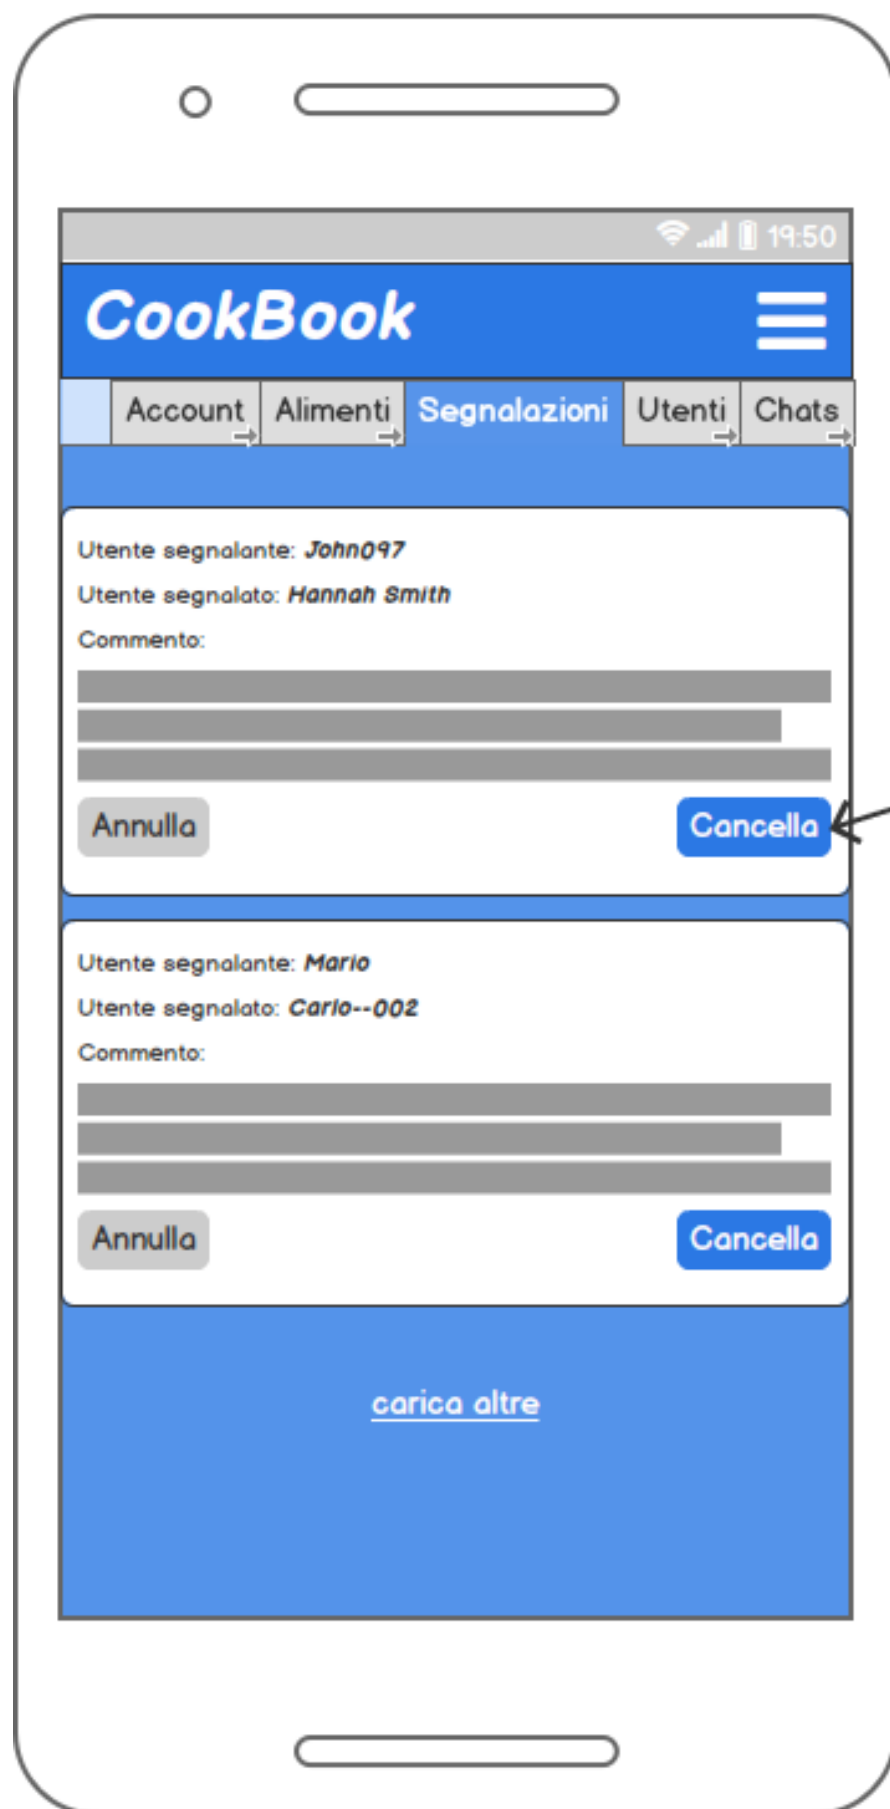 19:50
CookBook
Account Alimenti Segnalazioni Utenti Chats
Utente segnalante: John097
Utente segnalato: Hannah Smith
Commento:
Annulla Cancella
Utente segnalante: Mario
Utente segnalato: Carlo--002
Commento:
Annulla Cancella
carica altre